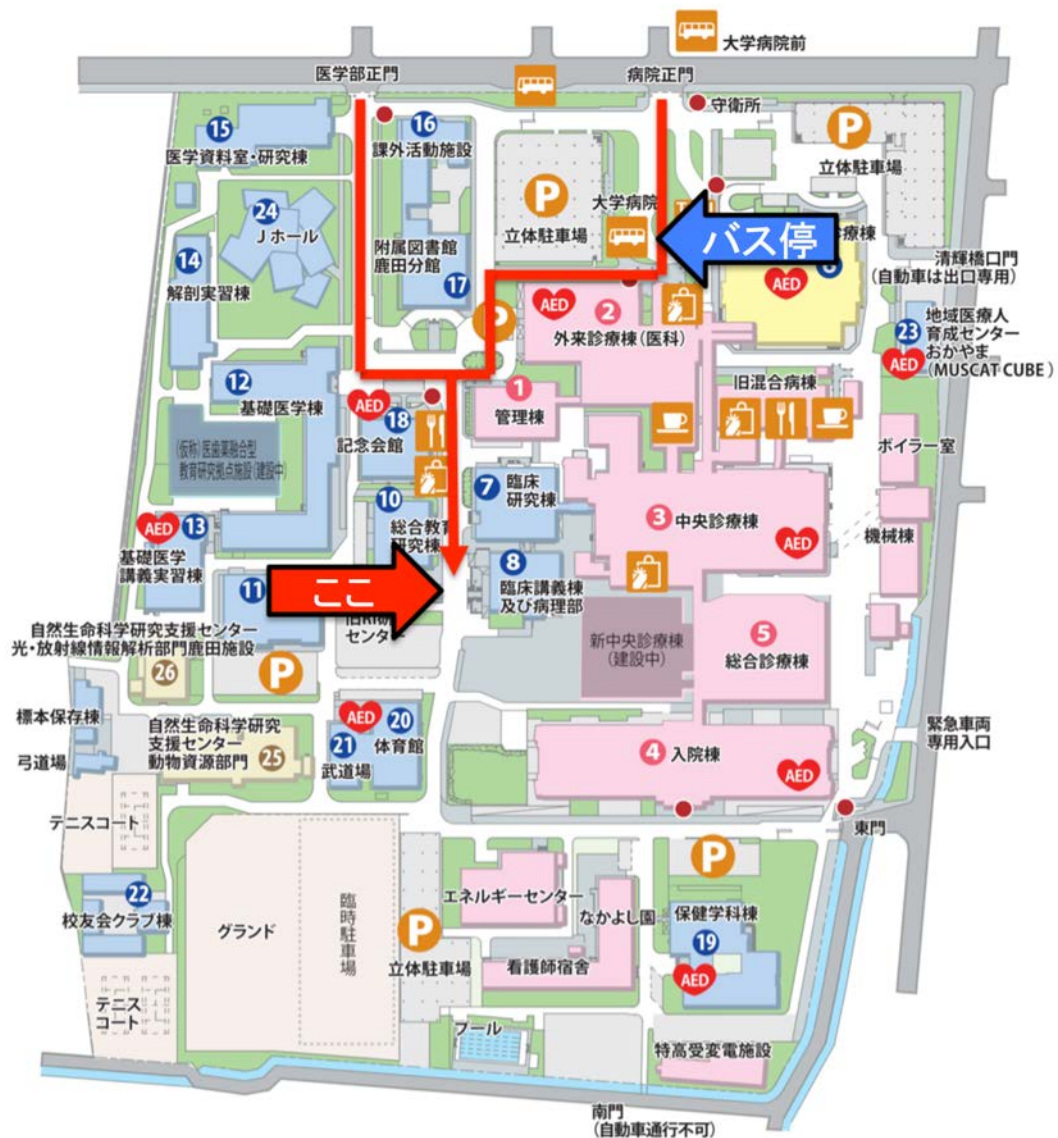 大学病院前
医学部正門
病院正門
守衛所
15
医学資料室・研究棟
16
課外活動施設
P
立体駐車場
P
立体駐車場
大学病院
バス停
療棟
24
Jホール
14
解剖実習棟
附属図書館
鹿田分館
17
清輝橋口門
(自動車は出口専用)
AED
AED
2
外来診療棟(医科)
P
23
地域医療人
育成センター
おかやま
(MUSCAT CUBE)
AED
12
基礎医学棟
1
管理棟
旧混合病棟
AED
18
記念会館
ボイラー室
(仮称)医歯薬融合型
教育研究拠点施設(建設中)
7
臨床
研究棟
10
総合教育
研究棟
3
中央診療棟
AED
機械棟
AED
13
基礎医学
講義実習棟
8
臨床講義棟
及び病理部
ここ
11
センター
自然生命科学研究支援センター
光・放射線情報解析部門鹿田施設
新中央診療棟
(建設中)
5
総合診療棟
26
P
標本保存棟
自然生命科学研究
支援センター
動物資源部門
25
AED
20
体育館
21
武道場
弓道場
4
入院棟
AED
緊急車両
専用入口
東門
テニスコート
22
校友会クラブ棟
グランド
臨時駐車場
P
立体駐車場
エネルギーセンター
なかよし園
看護師宿舎
P
保健学科棟
19
AED
テニス
コート
プール
特高受変電施設
南門
(自動車通行不可)